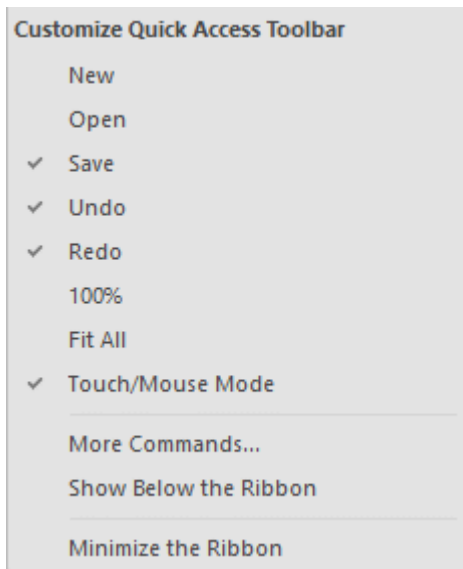 Customize Quick Access Toolbar
New
Open
Save
Undo
Redo
100%
Fit All
Touch/Mouse Mode
More Commands...
Show Below the Ribbon
Minimize the Ribbon